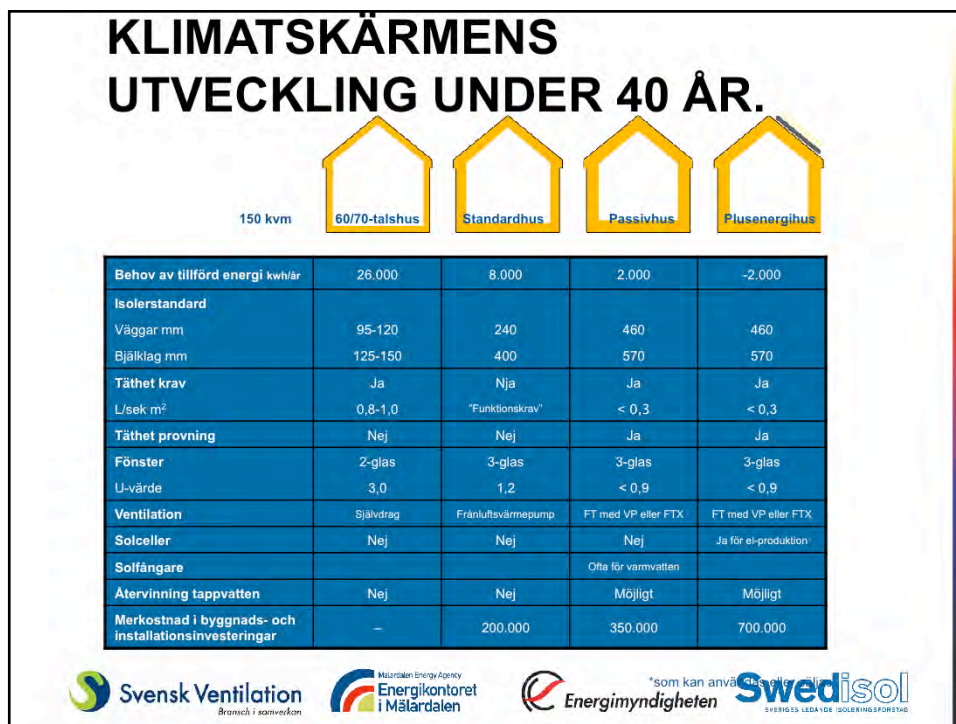 KLIMATSKÄRMENS
UTVECKLING UNDER 40 ÅR.
150 kvm 60/70-talshus Standardhus Passivhus Plusenergihus
Behov av tillförd energi kwh/år 26.000 8.000 2.000 -2.000
Isolerstandard
Väggar mm 95-120 240 460 460
Bjälklag mm 125-150 400 570 570
Täthet krav Ja Nja Ja Ja
L/sek m² 0,8-1,0 "Funktionskrav" < 0,3 < 0,3
Täthet provning Nej Nej Ja Ja
Fönster 2-glas 3-glas 3-glas 3-glas
U-värde 3,0 1,2 < 0,9 < 0,9
Ventilation Självdrag Frånluftsvärmepump FT med VP eller FTX FT med VP eller FTX
Solceller Nej Nej Nej Ja för el-produktion*
Solfångare Ofta för varmvatten
Återvinning tappvatten Nej Nej Möjligt Möjligt
Merkostnad i byggnads- och
installationsinvesteringar – 200.000 350.000 700.000
*som kan
Svensk Ventilation
Bransch i samverkan
Mälardalen Energy Agency
Energikontoret
i Mälardalen
Energimyndigheten
Swedisol
SVERIGES LEDANDE ISOLERINGSFÖRETAG